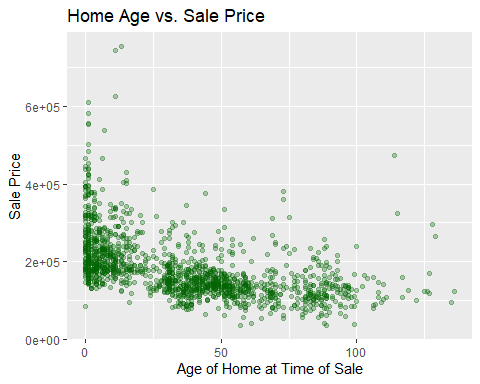 Home Age vs. Sale Price
6e+05
4e+05
2e+05
0e+00
Sale Price
0 50 100
Age of Home at Time of Sale